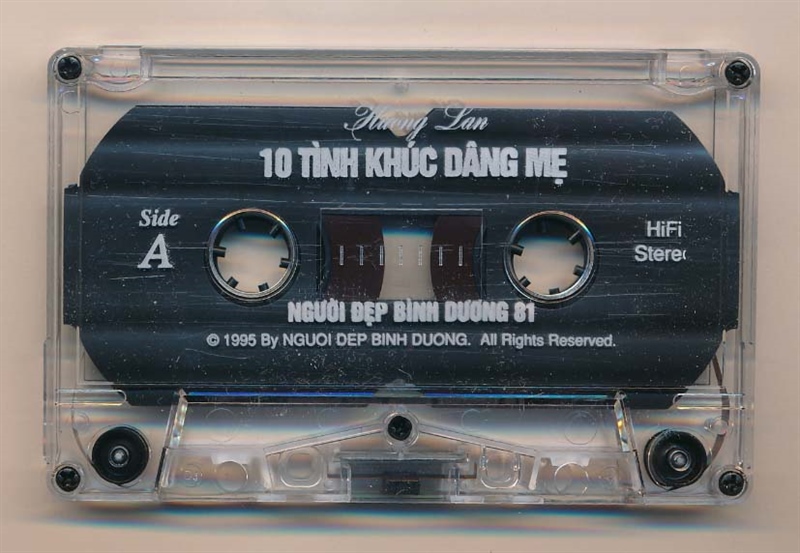 Hương Lan
10 TÌNH KHÚC DÂNG MẸ
Side
A
HiFi
Stereo
NGƯỜI ĐẸP BÌNH DƯƠNG 81
© 1995 By NGUOI DEP BINH DUONG. All Rights Reserved.